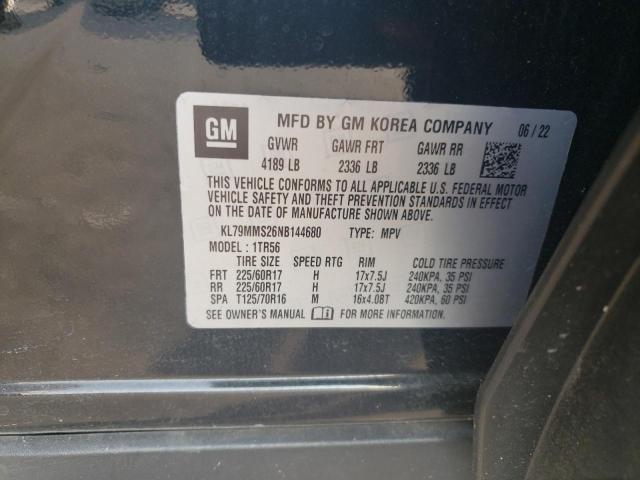 GM MFD BY GM KOREA COMPANY 06/22
GVWR GAWR FRT GAWR RR
4189 LB 2336 LB 2336 LB
THIS VEHICLE CONFORMS TO ALL APPLICABLE U.S. FEDERAL MOTOR
VEHICLE SAFETY AND THEFT PREVENTION STANDARDS IN EFFECT ON
THE DATE OF MANUFACTURE SHOWN ABOVE.
KL79MMS26NB144680 TYPE: MPV
MODEL: 1TR56
TIRE SIZE SPEED RTG RIM COLD TIRE PRESSURE
FRT 225/60R17 H 17x7.5J 240KPA, 35 PSI
RR 225/60R17 H 17x7.5J 240KPA, 35 PSI
SPA T125/70R16 M 16x4.0BT 420KPA, 60 PSI
SEE OWNER'S MANUAL FOR MORE INFORMATION.